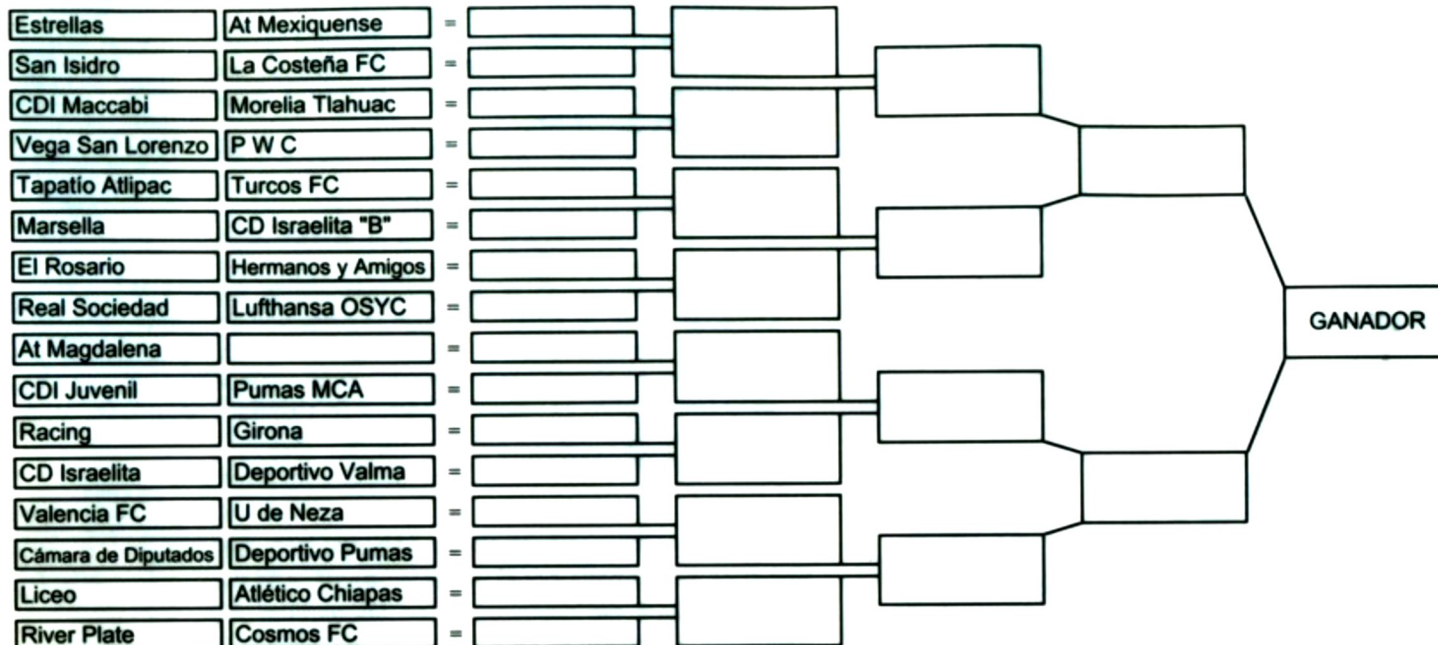 Estrellas At Mexiquense =
San Isidro La Costeña FC =
CDI Maccabi Morelia Tlahuac =
Vega San Lorenzo P W C =
Tapatío Atlipac Turcos FC =
Marsella CD Israelita "B" =
El Rosario Hermanos y Amigos =
Real Sociedad Lufthansa OSYC =
GANADOR
At Magdalena =
CDI Juvenil Pumas MCA =
Racing Girona =
CD Israelita Deportivo Valma =
Valencia FC U de Neza =
Cámara de Diputados Deportivo Pumas =
Liceo Atlético Chiapas =
River Plate Cosmos FC =